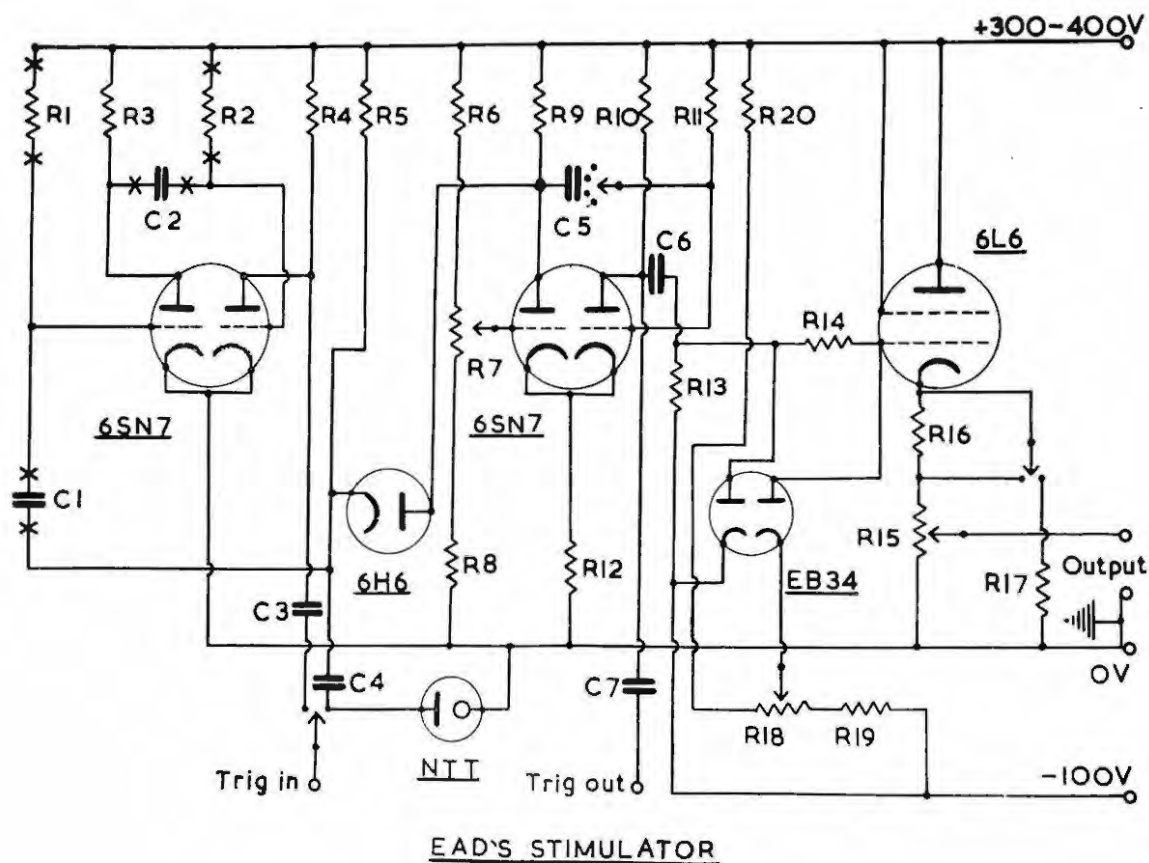 +300-400V
R1
R3
R2
R4
R5
R6
R9
R10
R11
R20
C2
C5
C6
6L6
R14
R7
R13
6SN7
6SN7
R16
C1
R15
6H6
R8
R12
EB34
R17
Output
C3
0V
C4
C7
R18
R19
NTT
Trig in
Trig out
-100V
EAD'S STIMULATOR